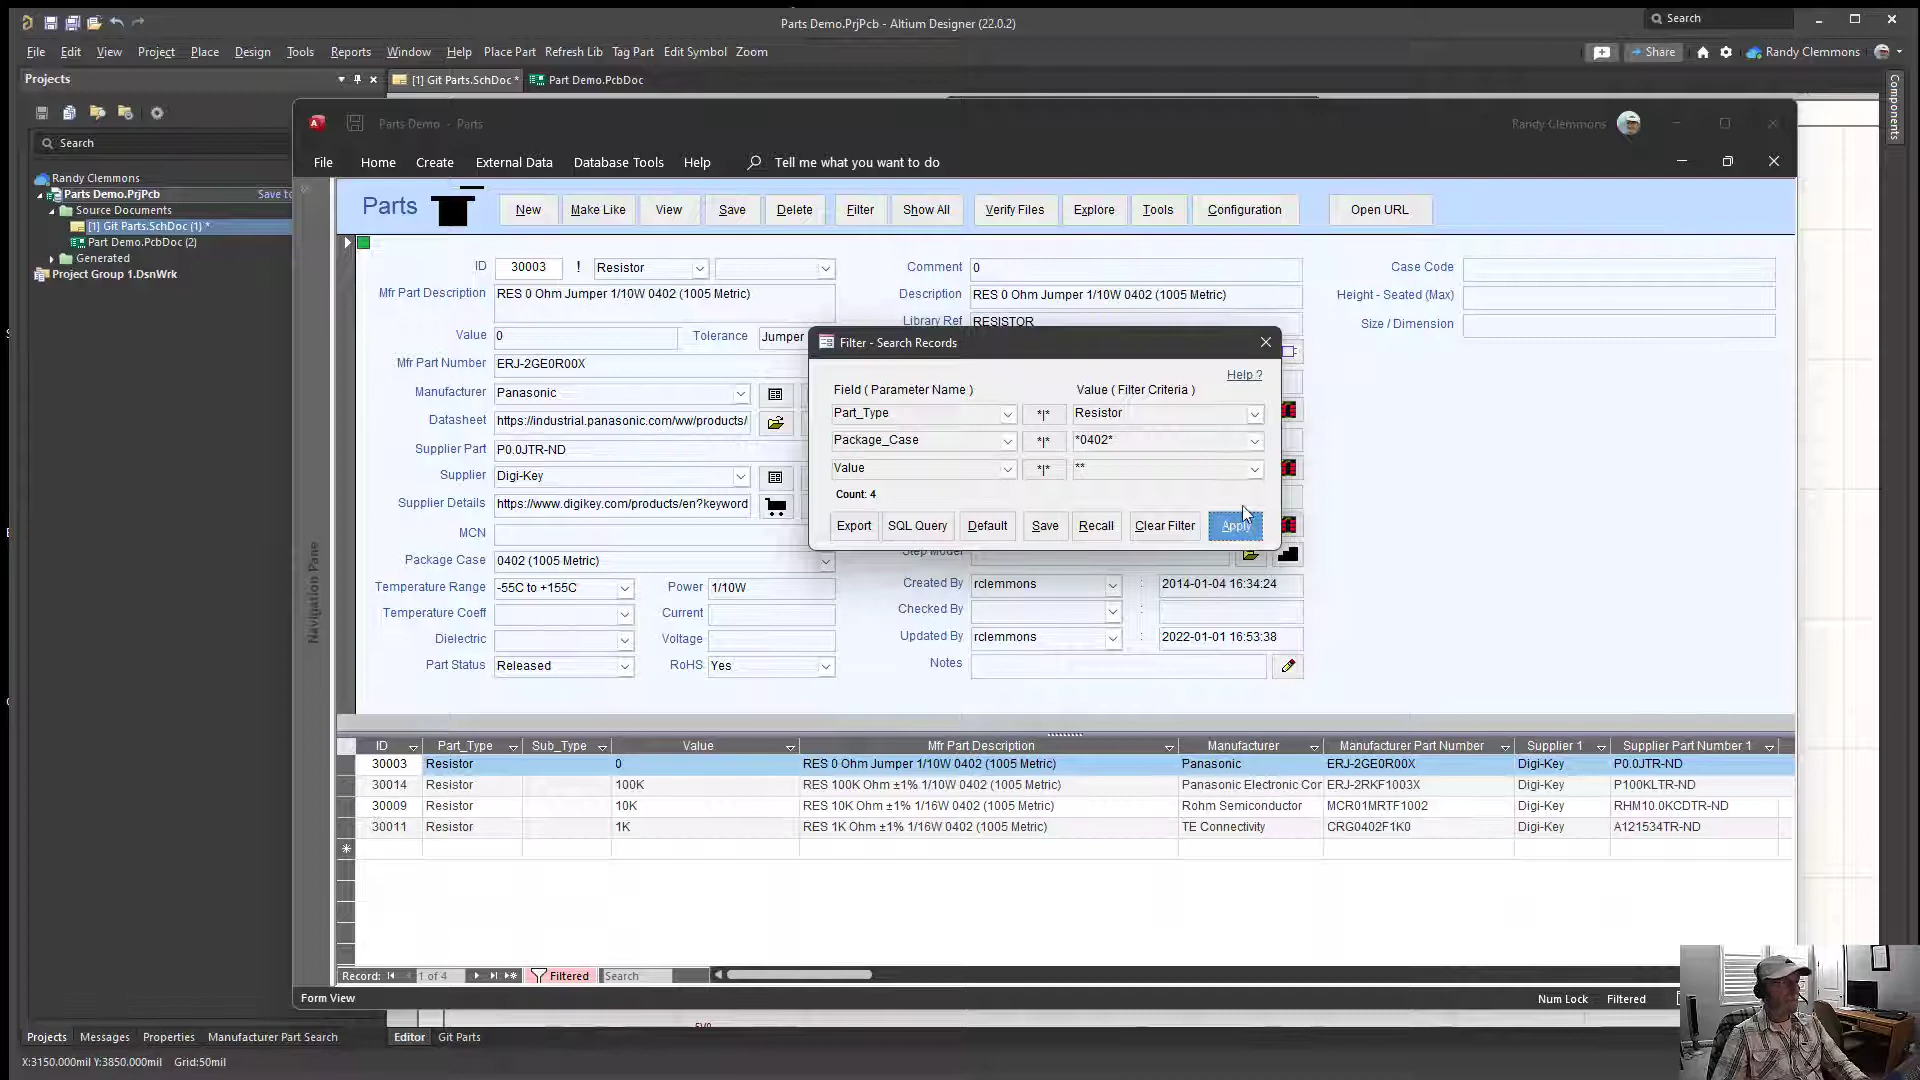 Parts Demo.PrjPcb - Altium Designer (22.0.2)
Search
File Edit View Project Place Design Tools Reports Window Help Place Part Refresh Lib Tag Part Edit Symbol Zoom
Share
Randy Clemmons
Projects
[1] Git Parts.SchDoc *
Part Demo.PcbDoc
Components
Search
Randy Clemmons
Parts Demo.PrjPcb
Save to
Source Documents
[1] Git Parts.SchDoc (1) *
Part Demo.PcbDoc (2)
Generated
Project Group 1.DsnWrk
Parts Demo - Parts
Randy Clemmons
File Home Create External Data Database Tools Help Tell me what you want to do
Parts
New Make Like View Save Delete Filter Show All Verify Files Explore Tools Configuration Open URL
Navigation Pane
ID 30003 ! Resistor
Mfr Part Description RES 0 Ohm Jumper 1/10W 0402 (1005 Metric)
Value 0 Tolerance Jumper
Mfr Part Number ERJ-2GE0R00X
Manufacturer Panasonic
Datasheet https://industrial.panasonic.com/ww/products/
Supplier Part P0.0JTR-ND
Supplier Digi-Key
Supplier Details https://www.digikey.com/products/en?keyword
MCN
Package Case 0402 (1005 Metric)
Temperature Range -55C to +155C Power 1/10W
Temperature Coeff Current
Dielectric Voltage
Part Status Released RoHS Yes
Comment 0
Description RES 0 Ohm Jumper 1/10W 0402 (1005 Metric)
Library Ref RESISTOR
Step Model
Created By rclemmons : 2014-01-04 16:34:24
Checked By :
Updated By rclemmons : 2022-01-01 16:53:38
Notes
Case Code
Height - Seated (Max)
Size / Dimension
Filter - Search Records
Help ?
Field ( Parameter Name ) Value ( Filter Criteria )
Part_Type *|* Resistor
Package_Case *|* *0402*
Value *|* **
Count: 4
Export SQL Query Default Save Recall Clear Filter Apply
ID Part_Type Sub_Type Value Mfr Part Description Manufacturer Manufacturer Part Number Supplier 1 Supplier Part Number 1
30003 Resistor 0 RES 0 Ohm Jumper 1/10W 0402 (1005 Metric) Panasonic ERJ-2GE0R00X Digi-Key P0.0JTR-ND
30014 Resistor 100K RES 100K Ohm ±1% 1/10W 0402 (1005 Metric) Panasonic Electronic Cor ERJ-2RKF1003X Digi-Key P100KLTR-ND
30009 Resistor 10K RES 10K Ohm ±1% 1/16W 0402 (1005 Metric) Rohm Semiconductor MCR01MRTF1002 Digi-Key RHM10.0KCDTR-ND
30011 Resistor 1K RES 1K Ohm ±1% 1/16W 0402 (1005 Metric) TE Connectivity CRG0402F1K0 Digi-Key A121534TR-ND
Record: 1 of 4 Filtered Search
Form View Num Lock Filtered
Projects Messages Properties Manufacturer Part Search Editor Git Parts
X:3150.000mil Y:3850.000mil Grid:50mil